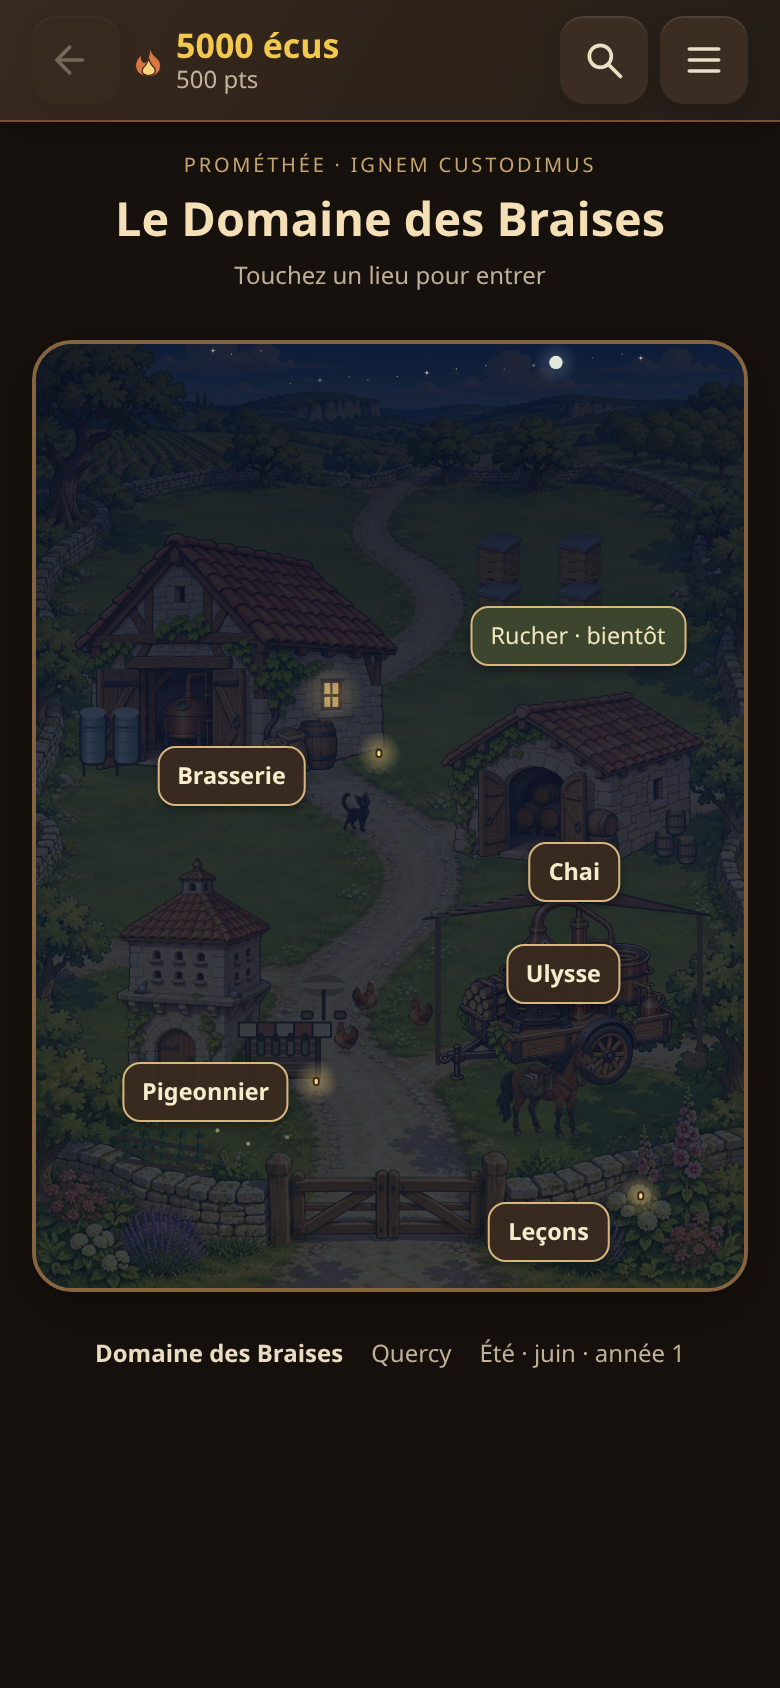 5000 écus
500 pts
PROMÉTHÉE · IGNEM CUSTODIMUS
Le Domaine des Braises
Touchez un lieu pour entrer
Rucher · bientôt
Brasserie
Chai
Ulysse
Pigeonnier
Leçons
Domaine des Braises Quercy Été · juin · année 1